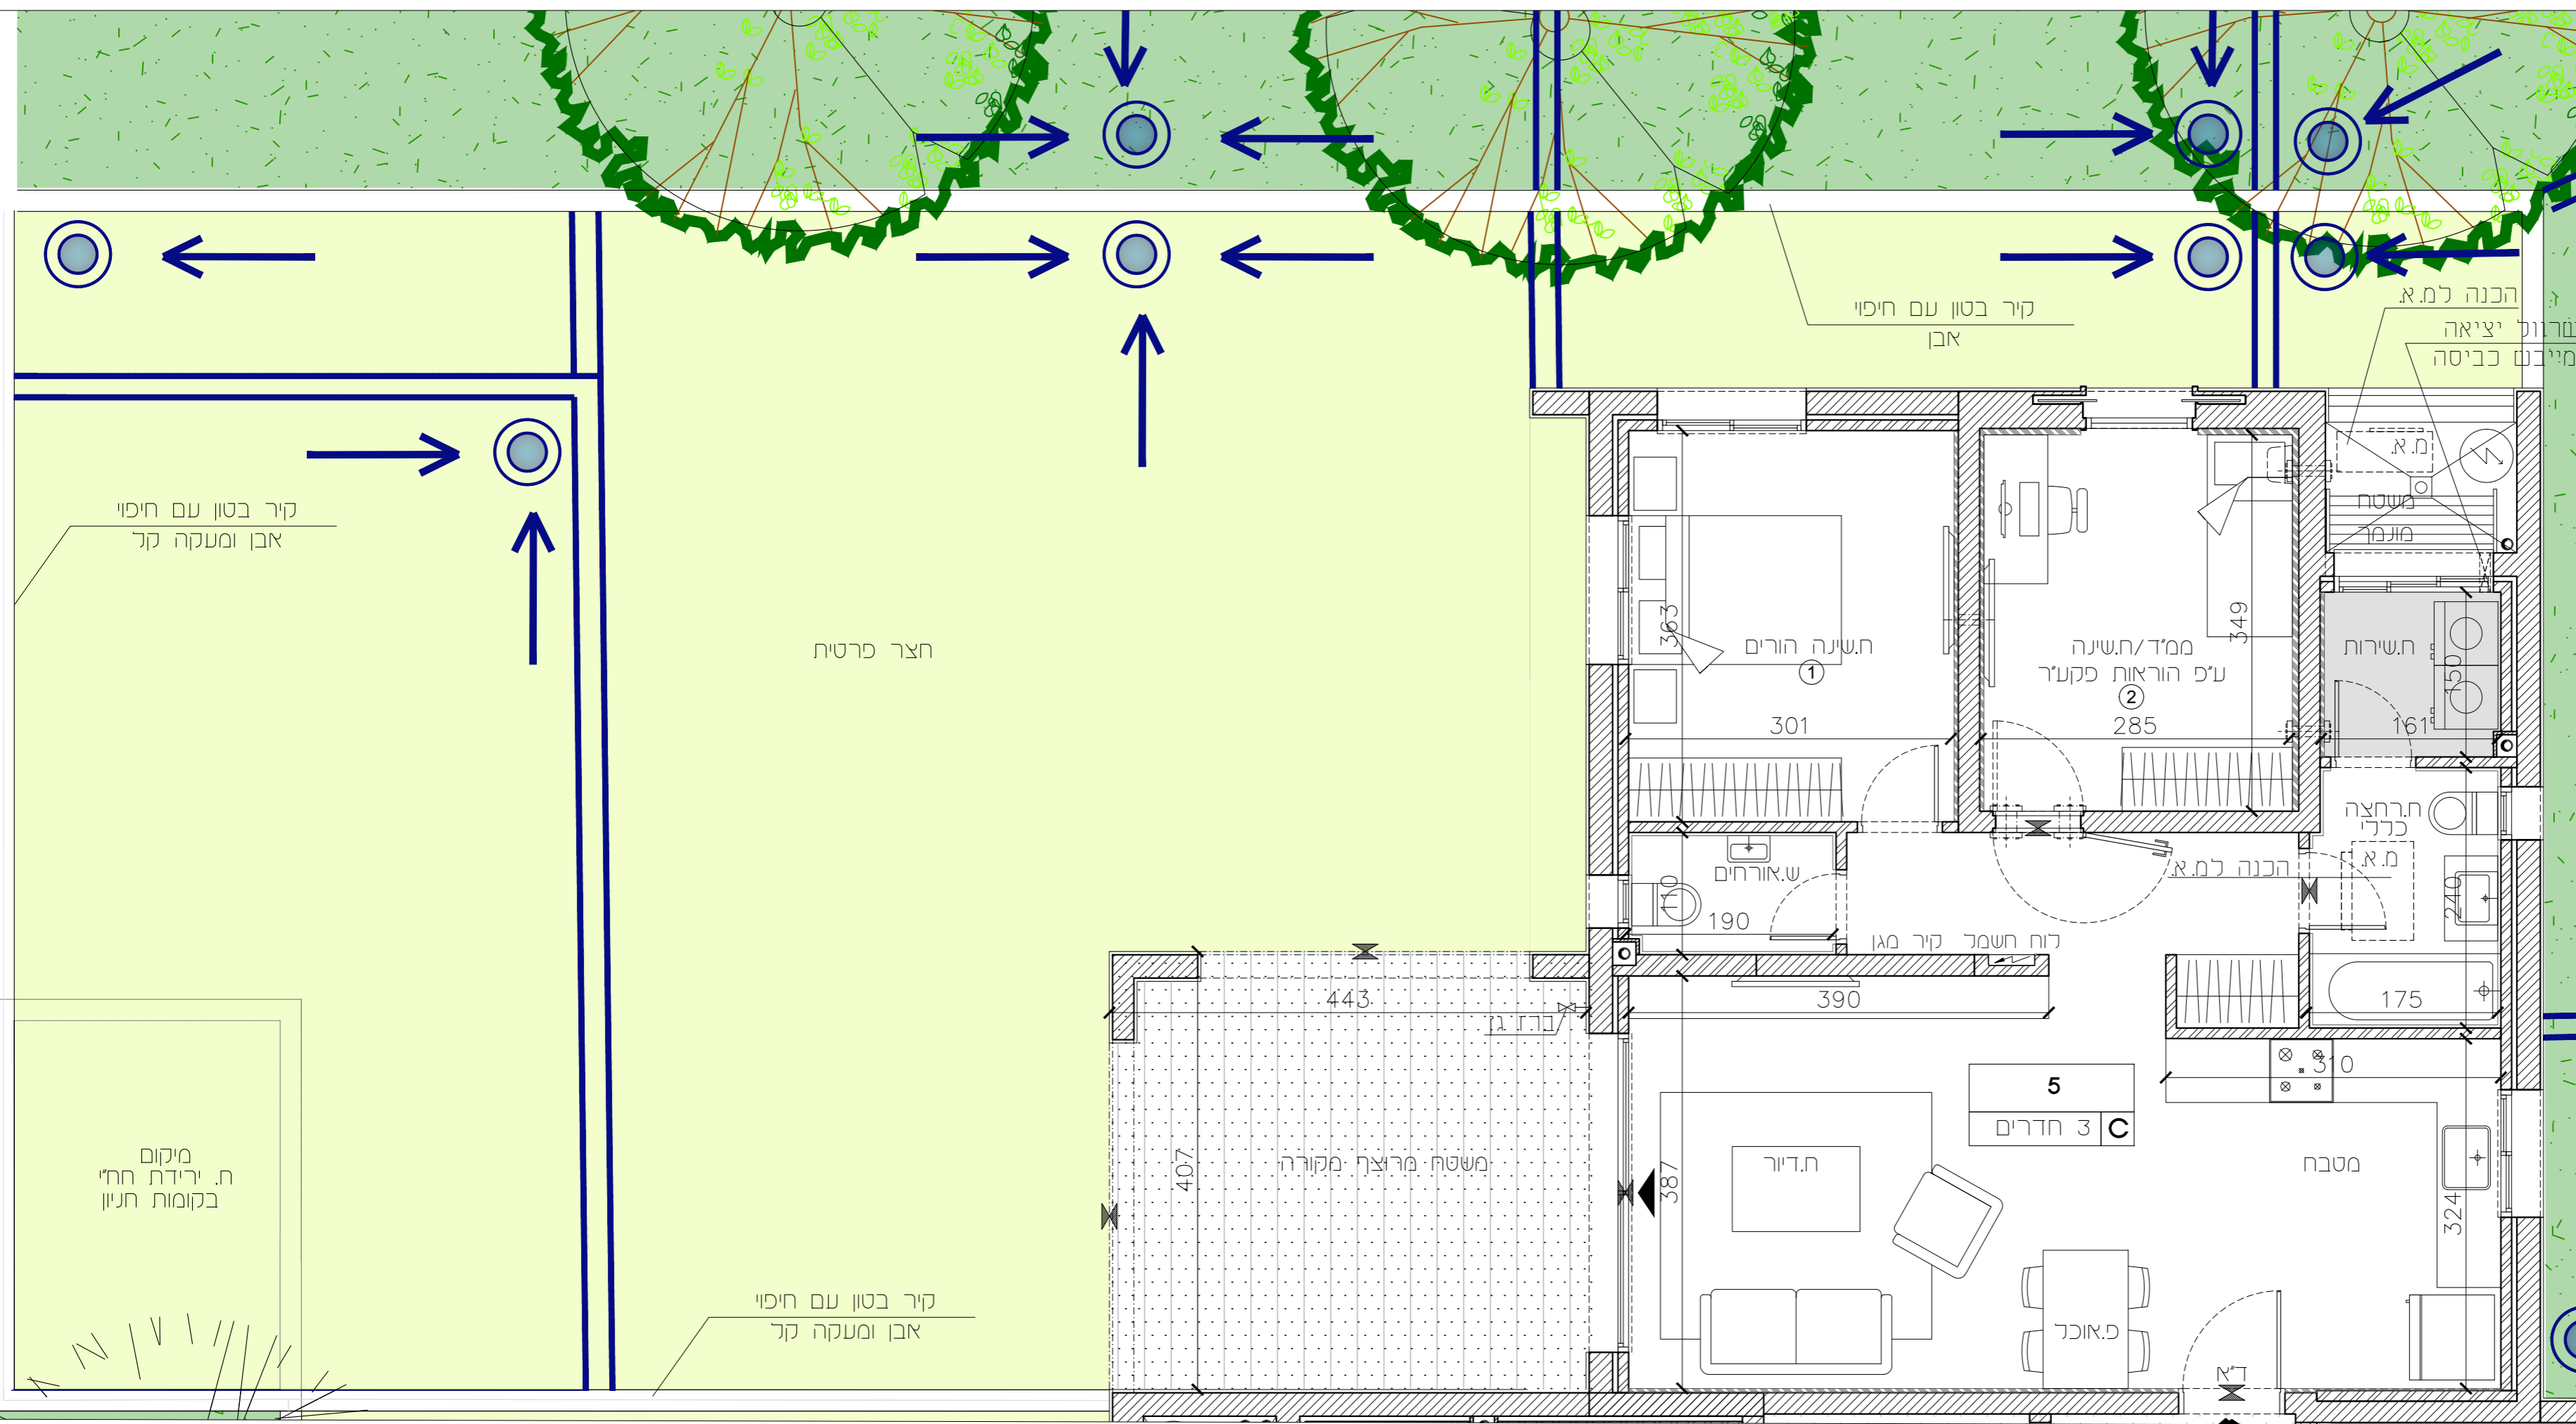 הכנה למ.א.
שרוול יציאה
מייבש כביסה
קיר בטון עם חיפוי
אבן
מ.א.
משטח
מונמך
קיר בטון עם חיפוי
אבן ומעקה קל
חצר פרטית
ח.שינה הורים
1
363
301
ממ״ד/ח.שינה
ע״פ הוראות פקע״ר
2
349
285
ח.שירות
150
161
ח.רחצה
כללי
מ.א.
הכנה למ.א.
240
175
ש.אורחים
110
190
לוח חשמל
קיר מגן
443
ברז גן
390
310
5
3 חדרים
C
מיקום
ח. ירידת חח״י
בקומות חניון
407
משטח מרוצף מקורה
387
ח.דיור
מטבח
324
קיר בטון עם חיפוי
אבן ומעקה קל
פ.אוכל
ד״א